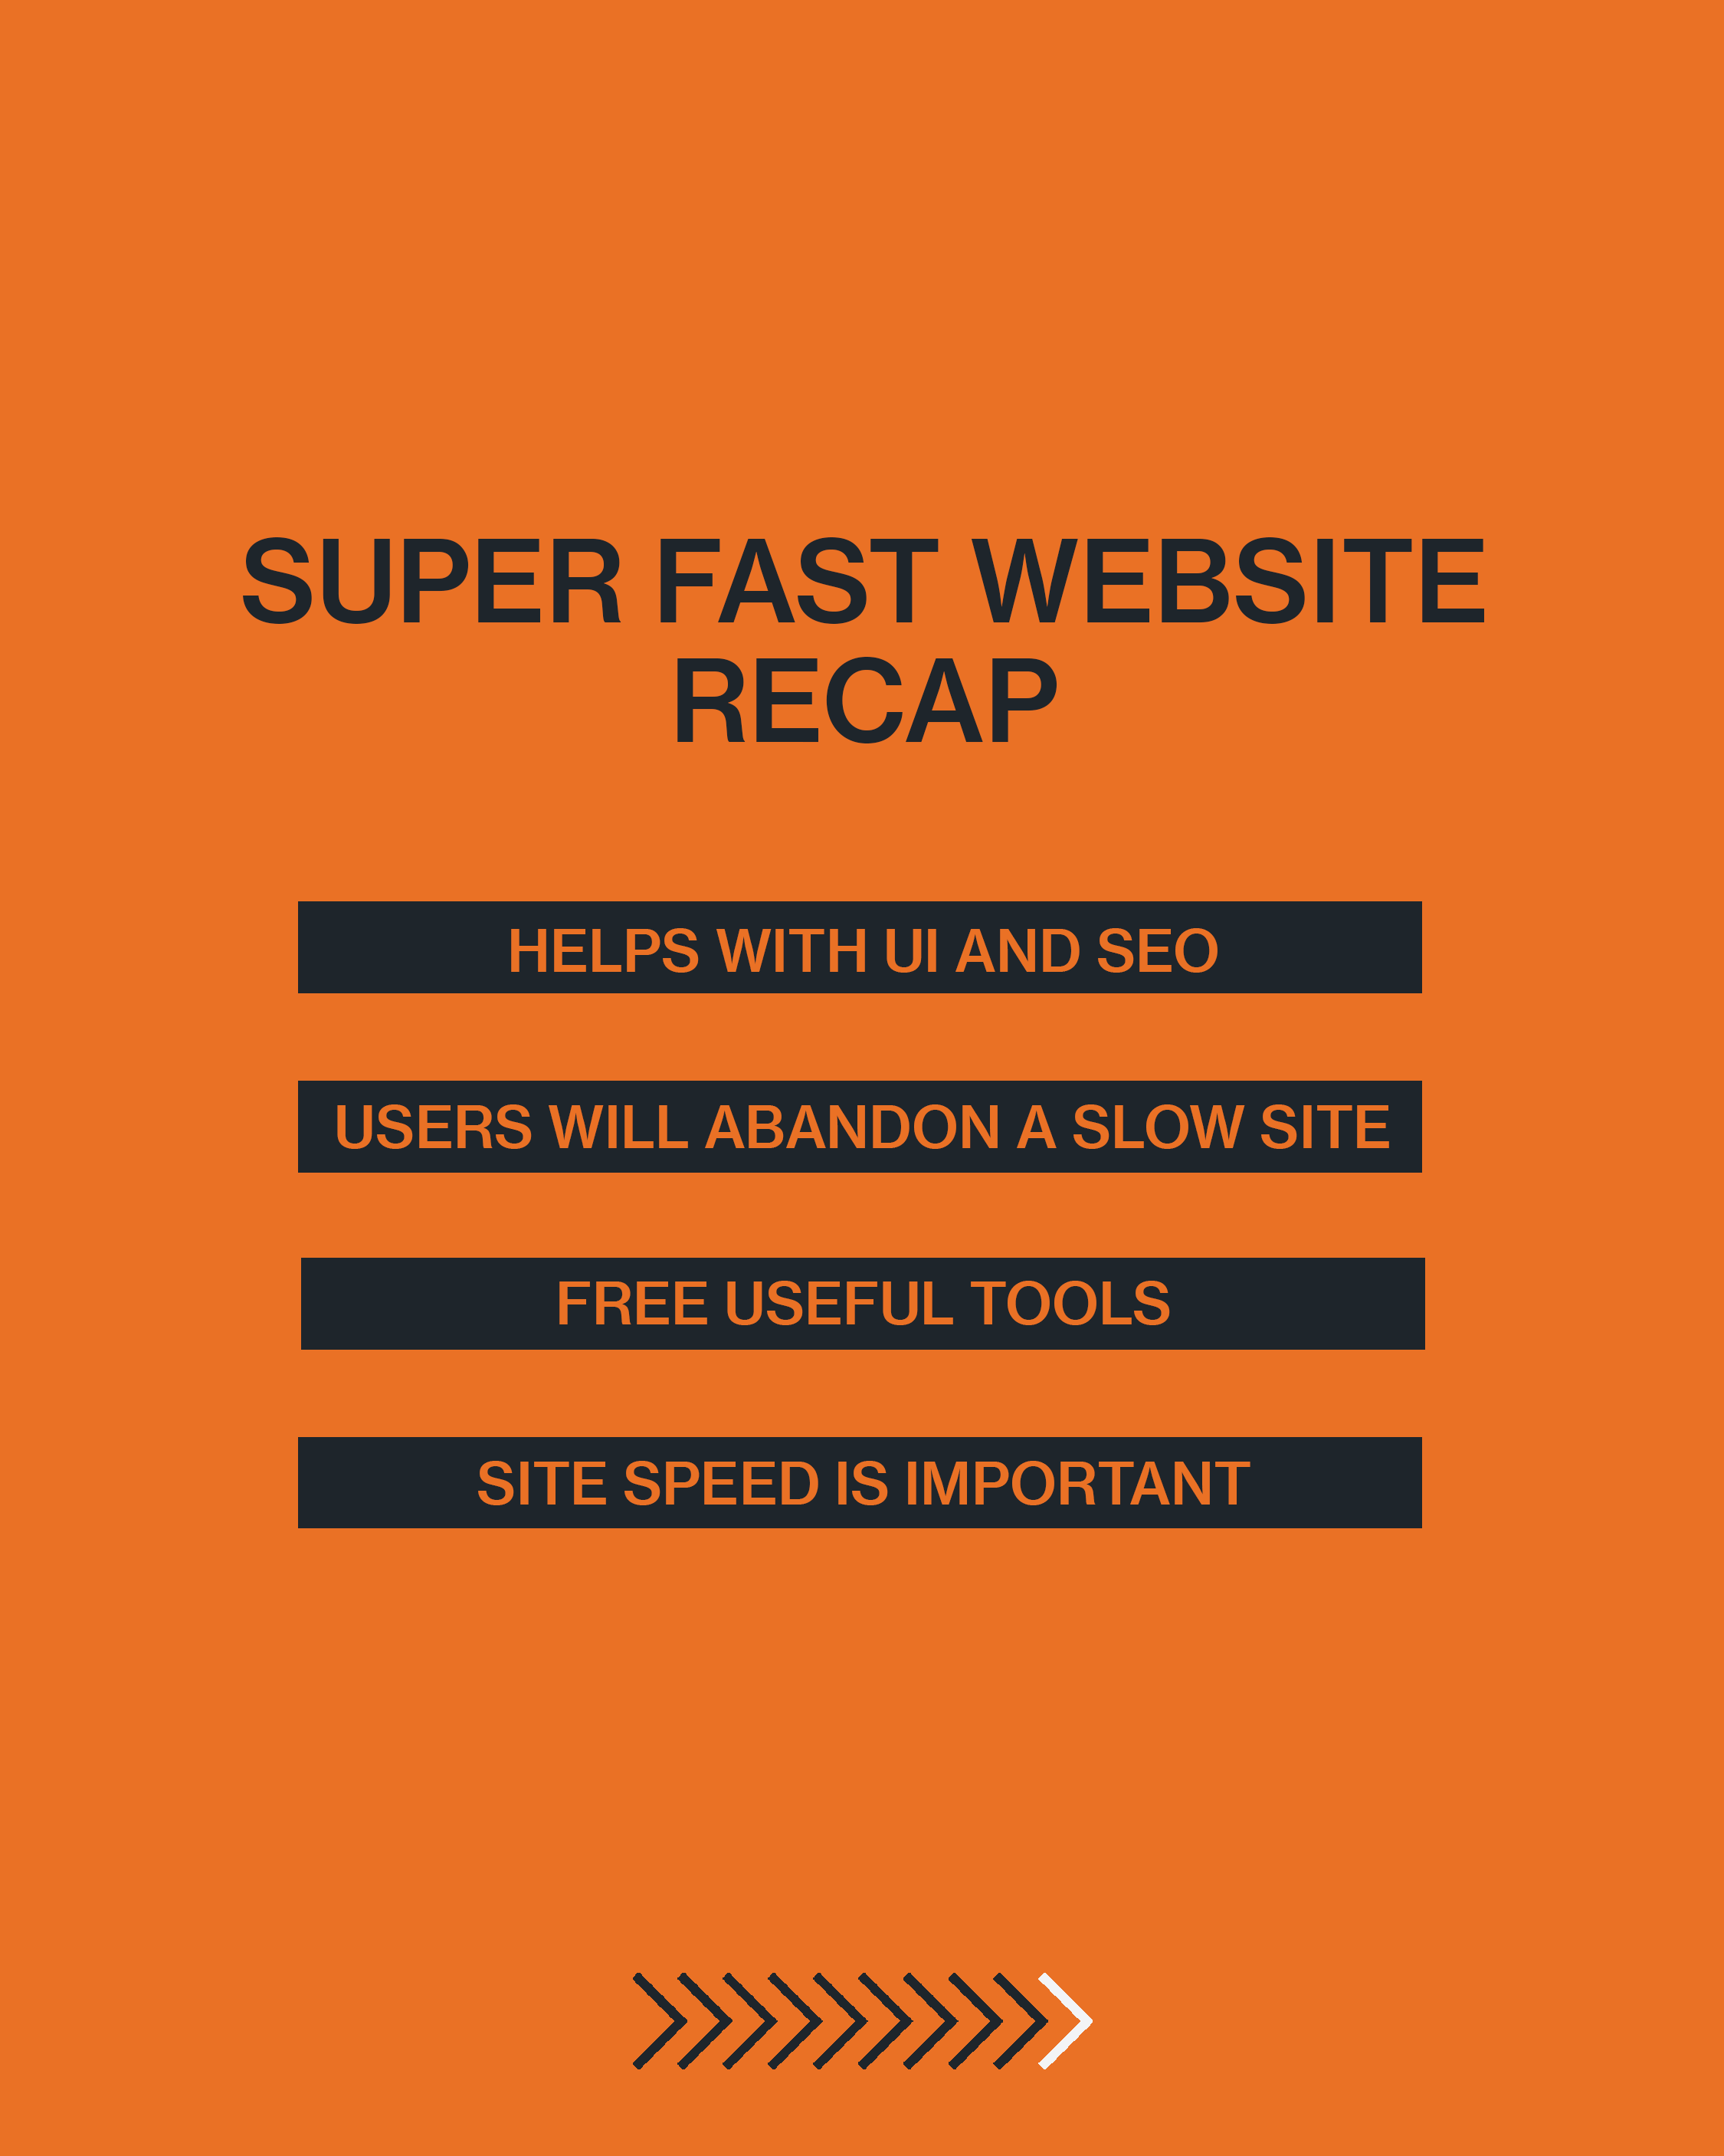 SUPER FAST WEBSITE
RECAP
HELPS WITH UI AND SEO
USERS WILL ABANDON A SLOW SITE
FREE USEFUL TOOLS
SITE SPEED IS IMPORTANT